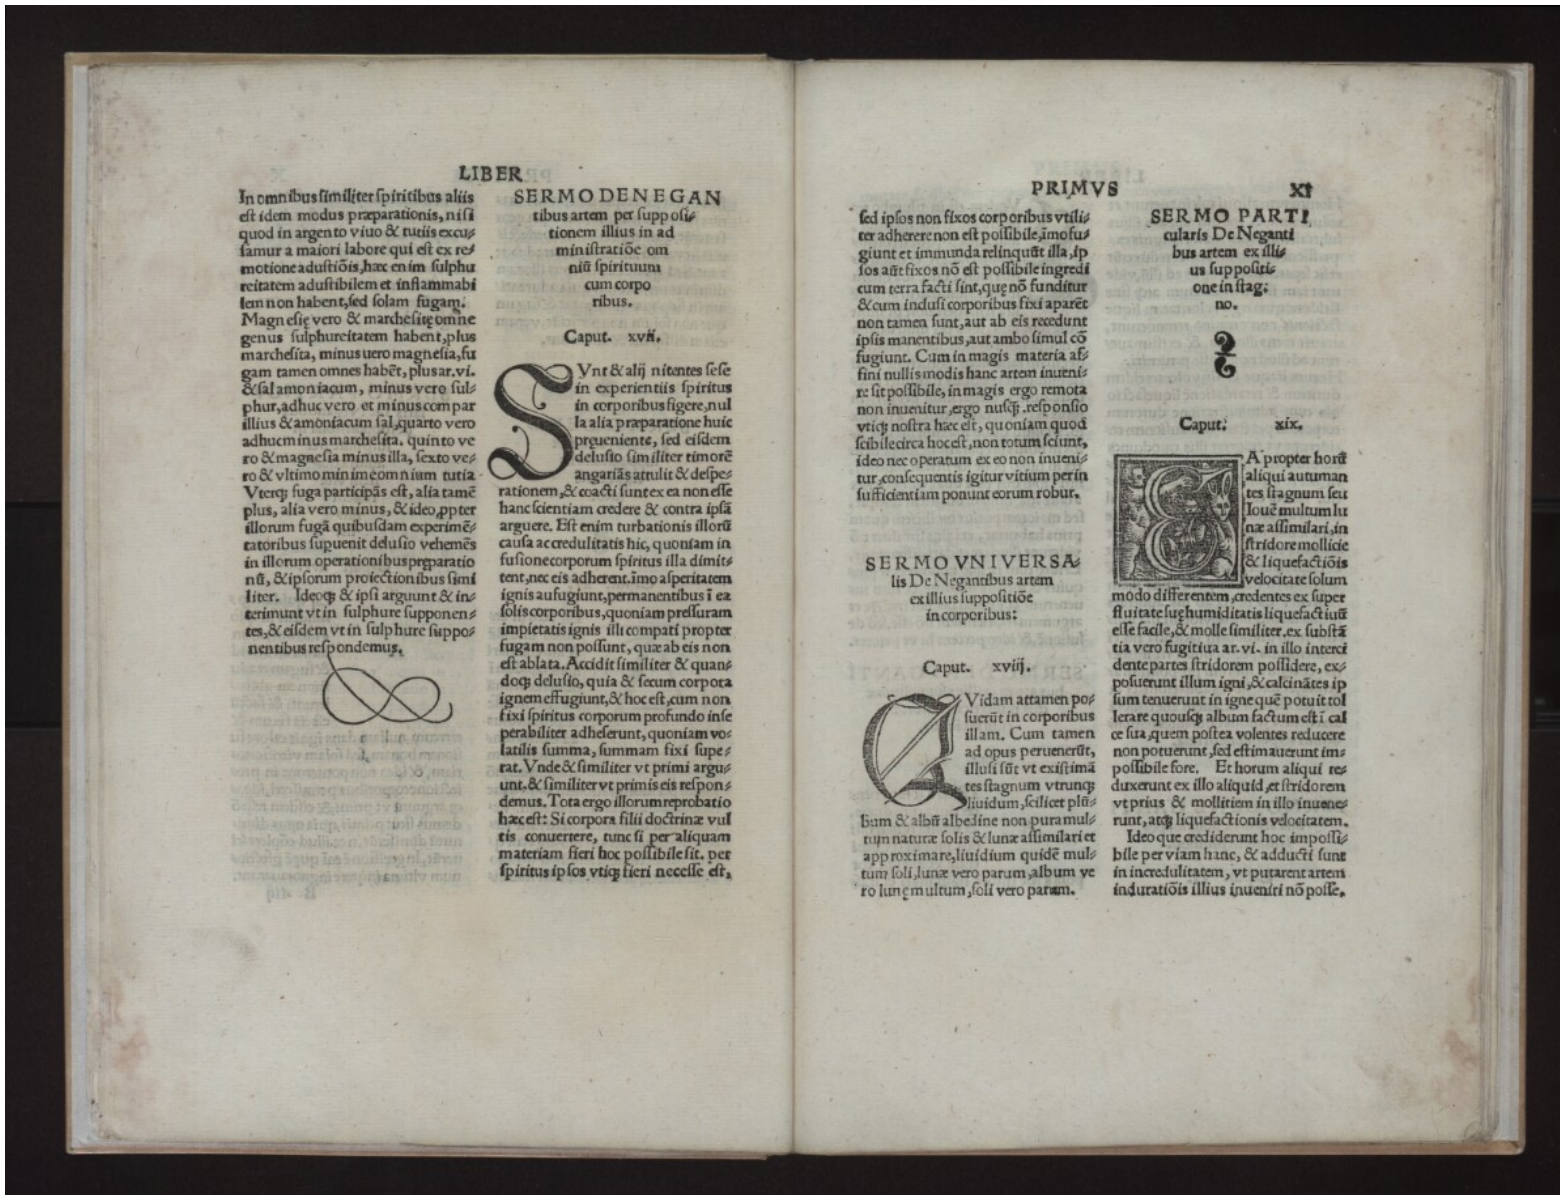 LIBER
In omnibus similiter spiritibus aliis
est idem modus præparationis, nisi
quod in argento viuo & tutiis excu⸗
samur a maiori labore qui est ex re⸗
motione adustiõis, hæc enim sulphu
reitatem adustibilem et inflammabi
lem non habent, sed solam fugam.
Magnesię vero & marchesitę omne
genus sulphureitatem habent, plus
marchesita, minus uero magnesia, fu
gam tamen omnes habẽt, plus ar.vi.
& sal amoniacum, minus vero sul⸗
phur, adhuc vero et minus compar
illius & amoniacum sal, quarto vero
adhuc minus marchesita. quinto ve
ro & magnesia minus illa, sexto ve⸗
ro & vltimo minime omnium tutia
Vterqꝫ fuga participãs est, alia tamẽ
plus, alia vero minus, & ideo, ꝓpter
illorum fugã quibusdam experimẽ⸗
tatoribus supuenit delusio vehemẽs
in illorum operationibus preparatio
nũ, & ipsorum proiectionibus simi
liter. Ideoqꝫ & ipsi arguunt & in⸗
terimunt vt in sulphure supponen⸗
tes, & eisdem vt in sulphure suppo⸗
nentibus respondemus.
SERMO DE NEGAN
tibus artem per supposi⸗
tionem illius in ad
ministratiõe om
niũ spirituum
cum corpo
ribus.
Caput. xvii.
SVnt & alij nitentes sese
in experientiis spiritus
in corporibus figere, nul
la alia præparatione huic
pręueniente, sed eisdem
delusio similiter timorẽ
angariãs attulit & despe⸗
rationem, & coacti sunt ex ea non esse
hanc scientiam credere & contra ipsã
arguere. Est enim turbationis illorũ
causa ac credulitatis hic, quoniam in
fusione corporum spiritus illa dimit⸗
tent, nec eis adherent. ĩmo asperitatem
ignis aufugiunt, permanentibus ĩ ea
solis corporibus, quoniam pressuram
impietatis ignis illi compati propter
fugam non possunt, quæ ab eis non
est ablata. Accidit similiter & quan⸗
doqꝫ delusio, quia & secum corpora
ignem effugiunt, & hoc est, cum non
fixi spiritus corporum profundo inse
perabiliter adheserunt, quoniam vo⸗
latilis summa, summam fixi supe⸗
rat. Vnde & similiter vt primi argu⸗
unt. & similiter vt primis eis respon⸗
demus. Tota ergo illorum reprobatio
hæc est: Si corpora filii doctrinæ vul
tis conuertere, tunc si per aliquam
materiam fieri hoc possibile sit. per
spiritus ipsos vtiqꝫ fieri necesse est,
PRIMVS XI
sed ipsos non fixos corporibus vtili⸗
ter adherere non est possibile, ĩmo fu⸗
giunt et immunda relinquũt illa, ip
sos aũt fixos nõ est possibile ingredi
cum terra facti sint, quę nõ funditur
& cum inclusi corporibus fixi aparẽt
non tamen sunt, aut ab eis recedunt
ipsis manentibus, aut ambo simul cõ
fugiunt. Cum in magis materia af⸗
fini nullis modis hanc artem inueni⸗
re sit possibile, in magis ergo remota
non inuenitur, ergo nusqꝫ. responsio
vtiqꝫ nostra hæc est, quoniam quod
scibile circa hoc est, non totum sciunt,
ideo nec operatum ex eo non inueni⸗
tur, consequentis igitur vitium per in
sufficientiam ponunt eorum robur.
SERMO VNIVERSA⸗
lis De Negantibus artem
ex illius suppositiõe
in corporibus:
Caput. xviij.
QVidam attamen po⸗
suerũt in corporibus
illam. Cum tamen
ad opus peruenerũt,
illusi sũt vt existimã
tes stagnum vtrunqꝫ
liuidum, scilicet plũ⸗
bum & albũ albedine non pura mul⸗
tum naturæ solis & lunæ assimilari et
approximare, liuidium quidẽ mul⸗
tum soli, lunæ vero parum, album ve
ro lunę multum, soli vero parum.
SERMO PARTI
cularis De Neganti
bus artem ex illi⸗
us suppositi⸗
one in stag:
no.
Caput: xix.
EA propter horũ
aliqui autuman
tes stagnum seu
Iouẽ multum lu
næ assimilari, in
stridore mollicie
& liquefactiõis
velocitate solum
modo differentem, credentes ex super
fluitate suę humiditatis liquefactiuũ
esse facile, & molle similiter. ex substã
tia vero fugitiua ar. vi. in illo interci
dente partes stridorem possidere, ex⸗
posuerunt illum igni, & calcinãtes ip
sum tenuerunt in igne quẽ potuit tol
lerare quousqꝫ album factum est ĩ cal
ce sua, quem postea volentes reducere
non potuerunt, sed estimauerunt im⸗
possibile fore. Et horum aliqui re⸗
duxerunt ex illo aliquid, et stridorem
vt prius & mollitiem in illo inuene⸗
runt, atqꝫ liquefactionis velocitatem.
Ideo que crediderunt hoc impossi⸗
bile per viam hanc, & adducti sunt
in incredulitatem, vt putarent artem
induratiõis illius inueniri nõ posse.